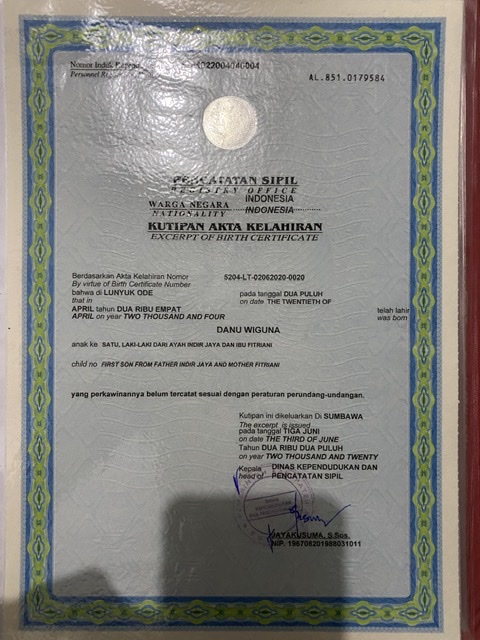 Nomor Induk
Personnel
AL.851.0179584
PENCATATAN SIPIL
REGISTRY OFFICE
WARGA NEGARA INDONESIA
NATIONALITY INDONESIA
KUTIPAN AKTA KELAHIRAN
EXCERPT OF BIRTH CERTIFICATE
Berdasarkan Akta Kelahiran Nomor 5204-LT-02062020-0020
By virtue of Birth Certificate Number
bahwa di LUNYUK ODE pada tanggal DUA PULUH
that in on date THE TWENTIETH OF
APRIL tahun DUA RIBU EMPAT telah lahir
APRIL on year TWO THOUSAND AND FOUR was born
DANU WIGUNA
anak ke SATU, LAKI-LAKI DARI AYAH INDIR JAYA DAN IBU FITRIANI
child no FIRST SON FROM FATHER INDIR JAYA AND MOTHER FITRIANI
yang perkawinannya belum tercatat sesuai dengan peraturan perundang-undangan.
Kutipan ini dikeluarkan Di SUMBAWA
The excerpt is issued
pada tanggal TIGA JUNI
on date THE THIRD OF JUNE
Tahun DUA RIBU DUA PULUH
on year TWO THOUSAND AND TWENTY
Kepala DINAS KEPENDUDUKAN DAN
head of PENCATATAN SIPIL
JAYAKUSUMA, S.Sos.
NIP. 196708201988031011